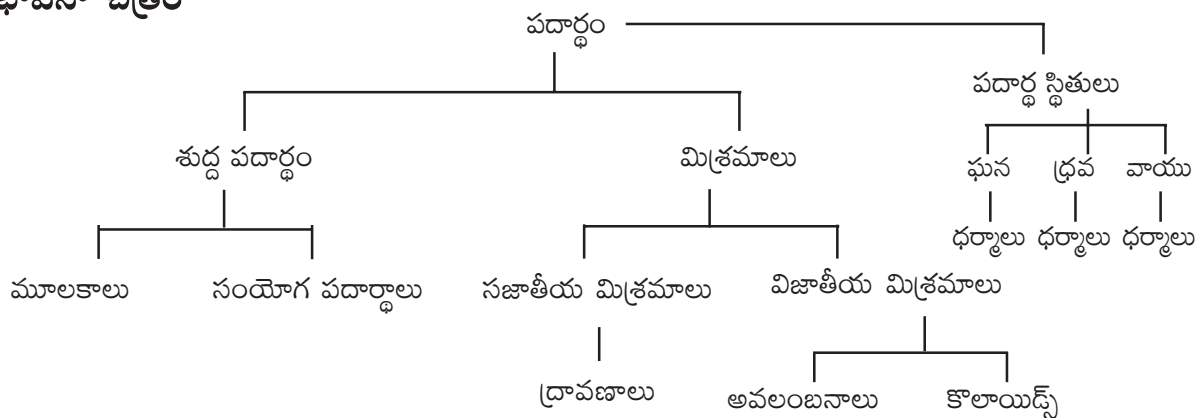 పదార్థం
పదార్థ స్థితులు
శుద్ద పదార్థం మిశ్రమాలు
ఘన ధ్రవ వాయు
ధర్మాలు ధర్మాలు ధర్మాలు
మూలకాలు సంయోగ పదార్థాలు సజాతీయ మిశ్రమాలు విజాతీయ మిశ్రమాలు
ద్రావణాలు అవలంబనాలు కొలాయిడ్స్